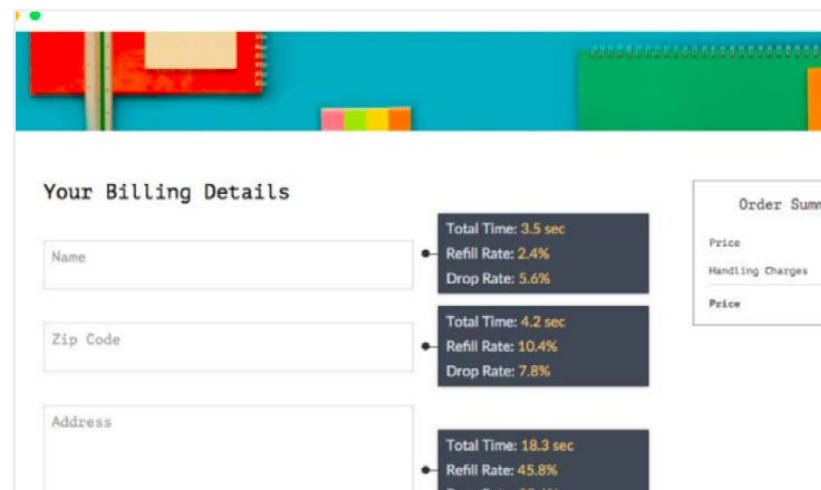 Your Billing Details
Name
Total Time: 3.5 sec
Refill Rate: 2.4%
Drop Rate: 5.6%
Zip Code
Total Time: 4.2 sec
Refill Rate: 10.4%
Drop Rate: 7.8%
Address
Total Time: 18.3 sec
Refill Rate: 45.8%
Order
Price
Handling Charges
Price